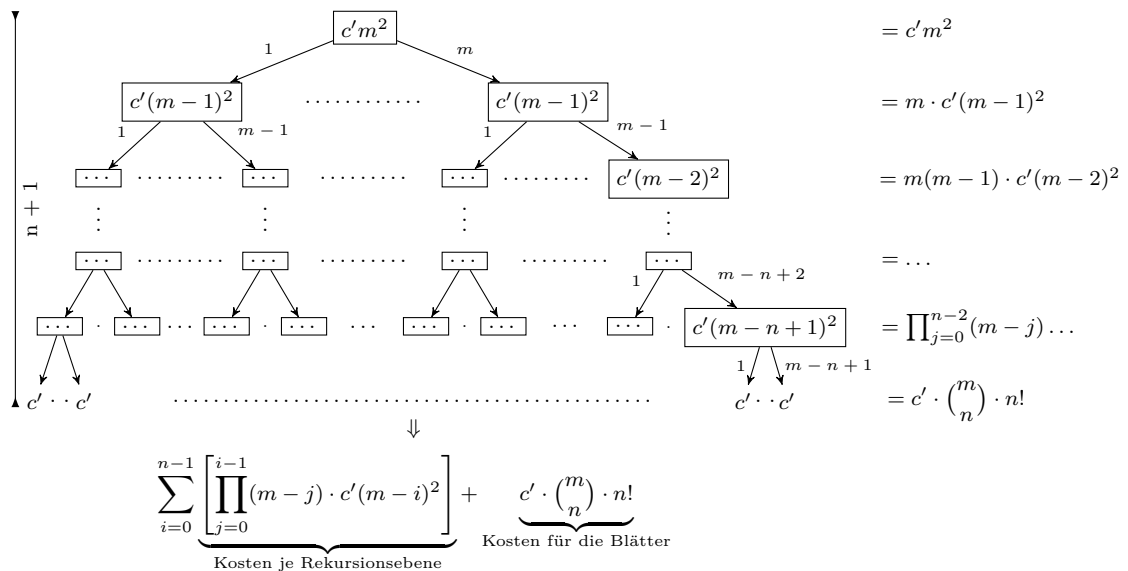 c′m² = c′m²
1 m
c′(m − 1)² ⋯⋯⋯⋯ c′(m − 1)² = m · c′(m − 1)²
1 m − 1 1 m − 1
⋯ ⋯⋯⋯ ⋯ ⋯⋯⋯ ⋯ ⋯⋯⋯ c′(m − 2)² = m(m − 1) · c′(m − 2)²
n + 1
⋮ ⋮ ⋮ ⋮
⋯ ⋯⋯⋯ ⋯ ⋯⋯⋯ ⋯ ⋯⋯⋯ ⋯ = …
1 m − n + 2
⋯ · ⋯ ⋯ ⋯ · ⋯ ⋯ ⋯ · ⋯ ⋯ ⋯ · c′(m − n + 1)² = ∏_{j=0}^{n−2}(m − j) …
1 m − n + 1
c′ ·· c′ ⋯⋯⋯⋯⋯⋯⋯⋯ c′ ·· c′ = c′ · (m n) · n!
⇓
∑_{i=0}^{n−1} [∏_{j=0}^{i−1}(m − j) · c′(m − i)²] + c′ · (m n) · n!
Kosten für die Blätter
Kosten je Rekursionsebene